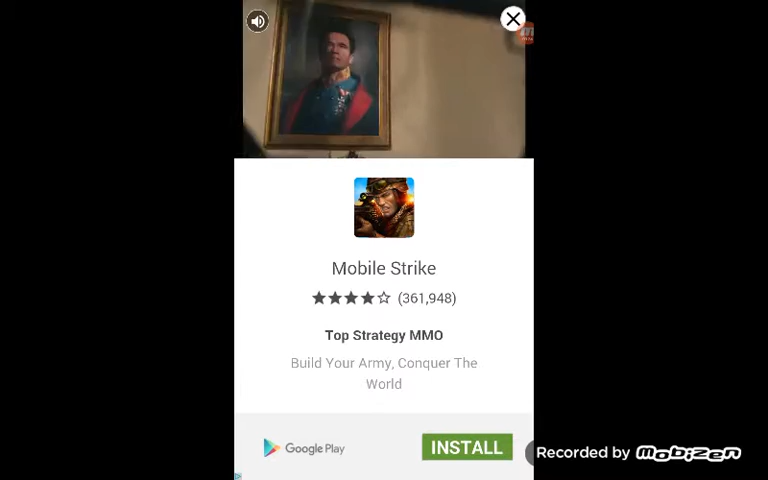 Mobile Strike
(361,948)
Top Strategy MMO
Build Your Army, Conquer The
World
Google Play
INSTALL
Recorded by mobizen